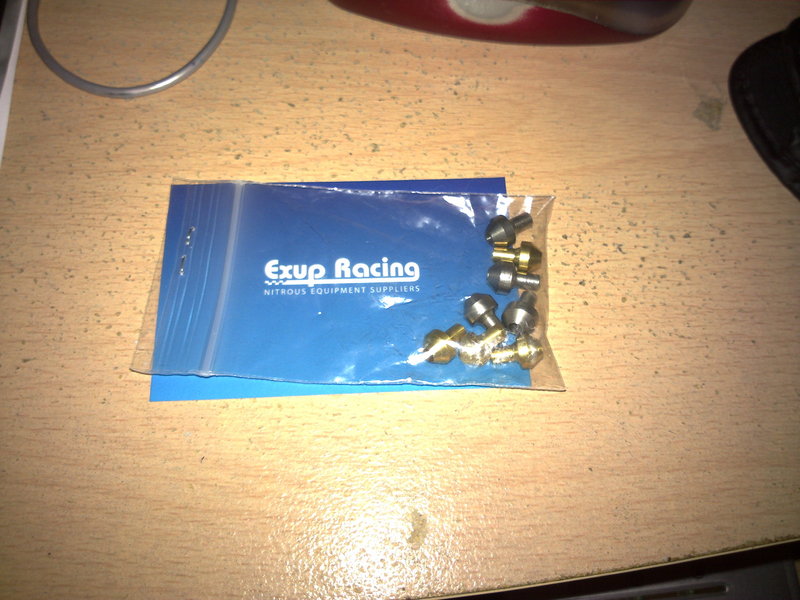 Exup Racing
NITROUS EQUIPMENT SUPPLIERS